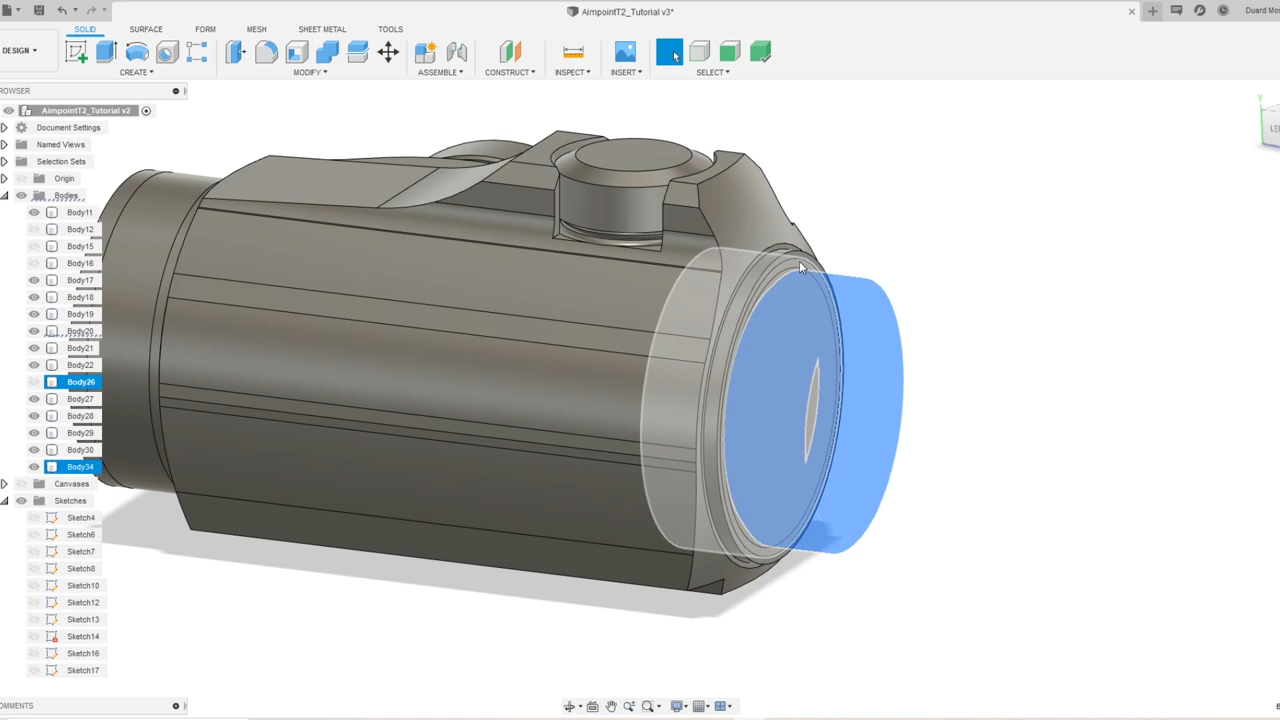 AimpointT2_Tutorial v3*
Duard Mos
DESIGN
SOLID SURFACE FORM MESH SHEET METAL TOOLS
CREATE MODIFY ASSEMBLE CONSTRUCT INSPECT INSERT SELECT
ROWSER
AimpointT2_Tutorial v2
Document Settings
Named Views
Selection Sets
Origin
Bodies
Body11
Body12
Body15
Body16
Body17
Body18
Body19
Body20
Body21
Body22
Body26
Body27
Body28
Body29
Body30
Body34
Canvases
Sketches
Sketch4
Sketch6
Sketch7
Sketch8
Sketch10
Sketch12
Sketch13
Sketch14
Sketch16
Sketch17
OMMENTS